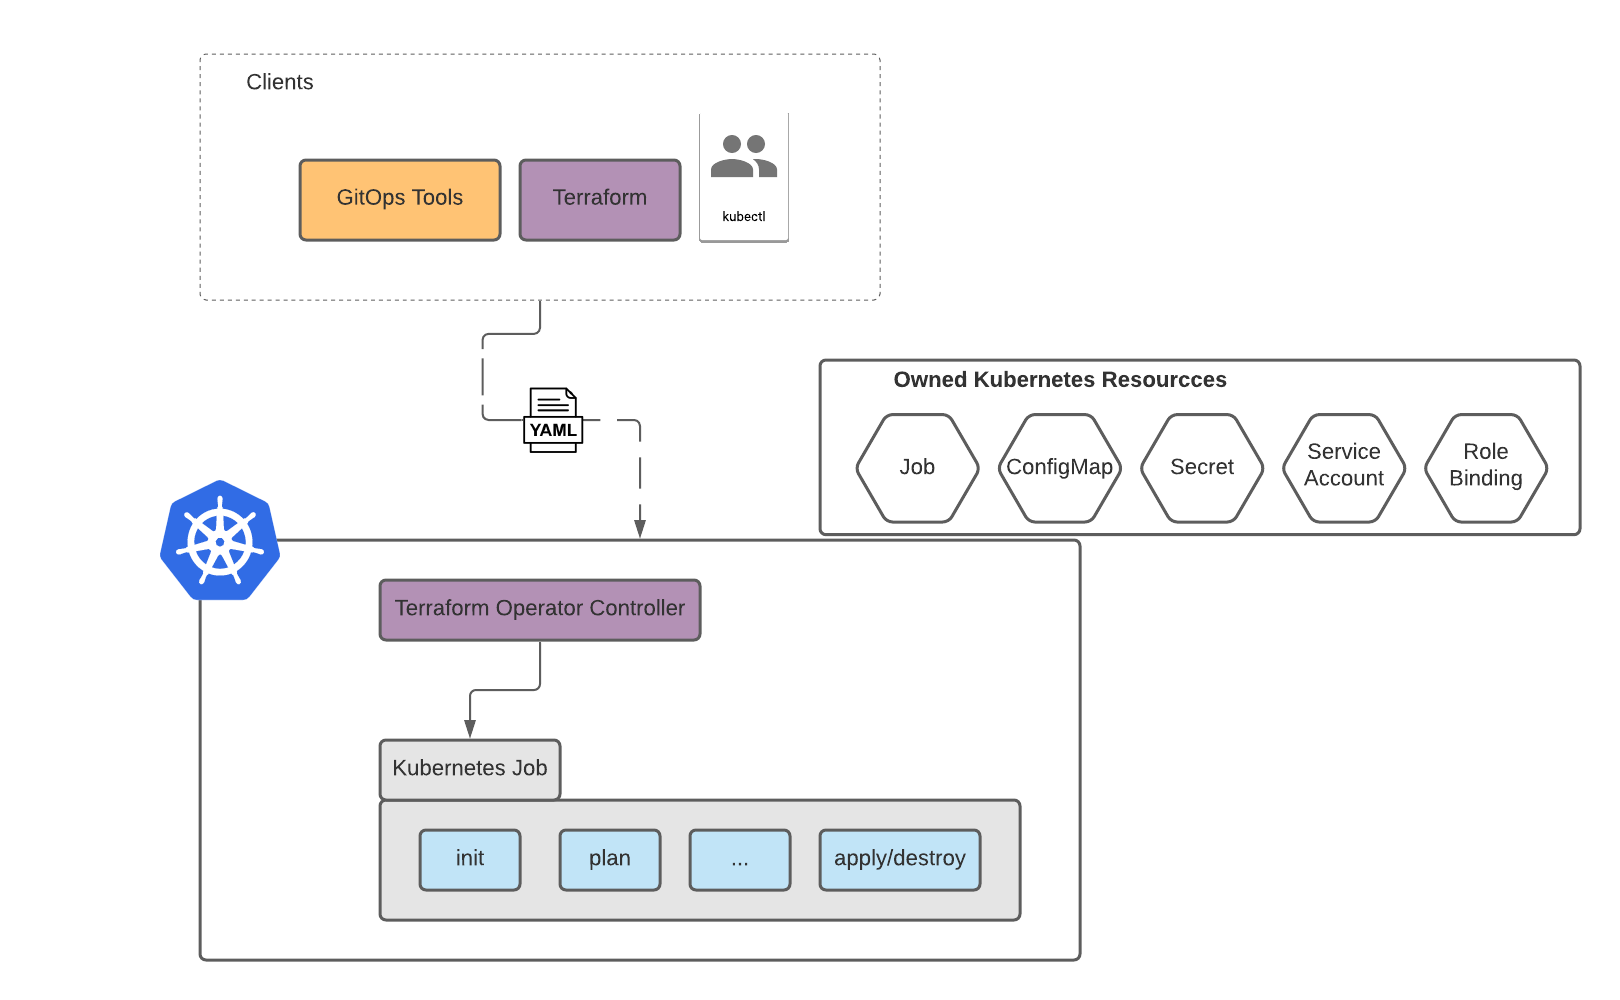 Clients
GitOps Tools
Terraform
kubectl
YAML
Owned Kubernetes Resourcces
Job
ConfigMap
Secret
Service
Account
Role
Binding
Terraform Operator Controller
Kubernetes Job
init
plan
...
apply/destroy